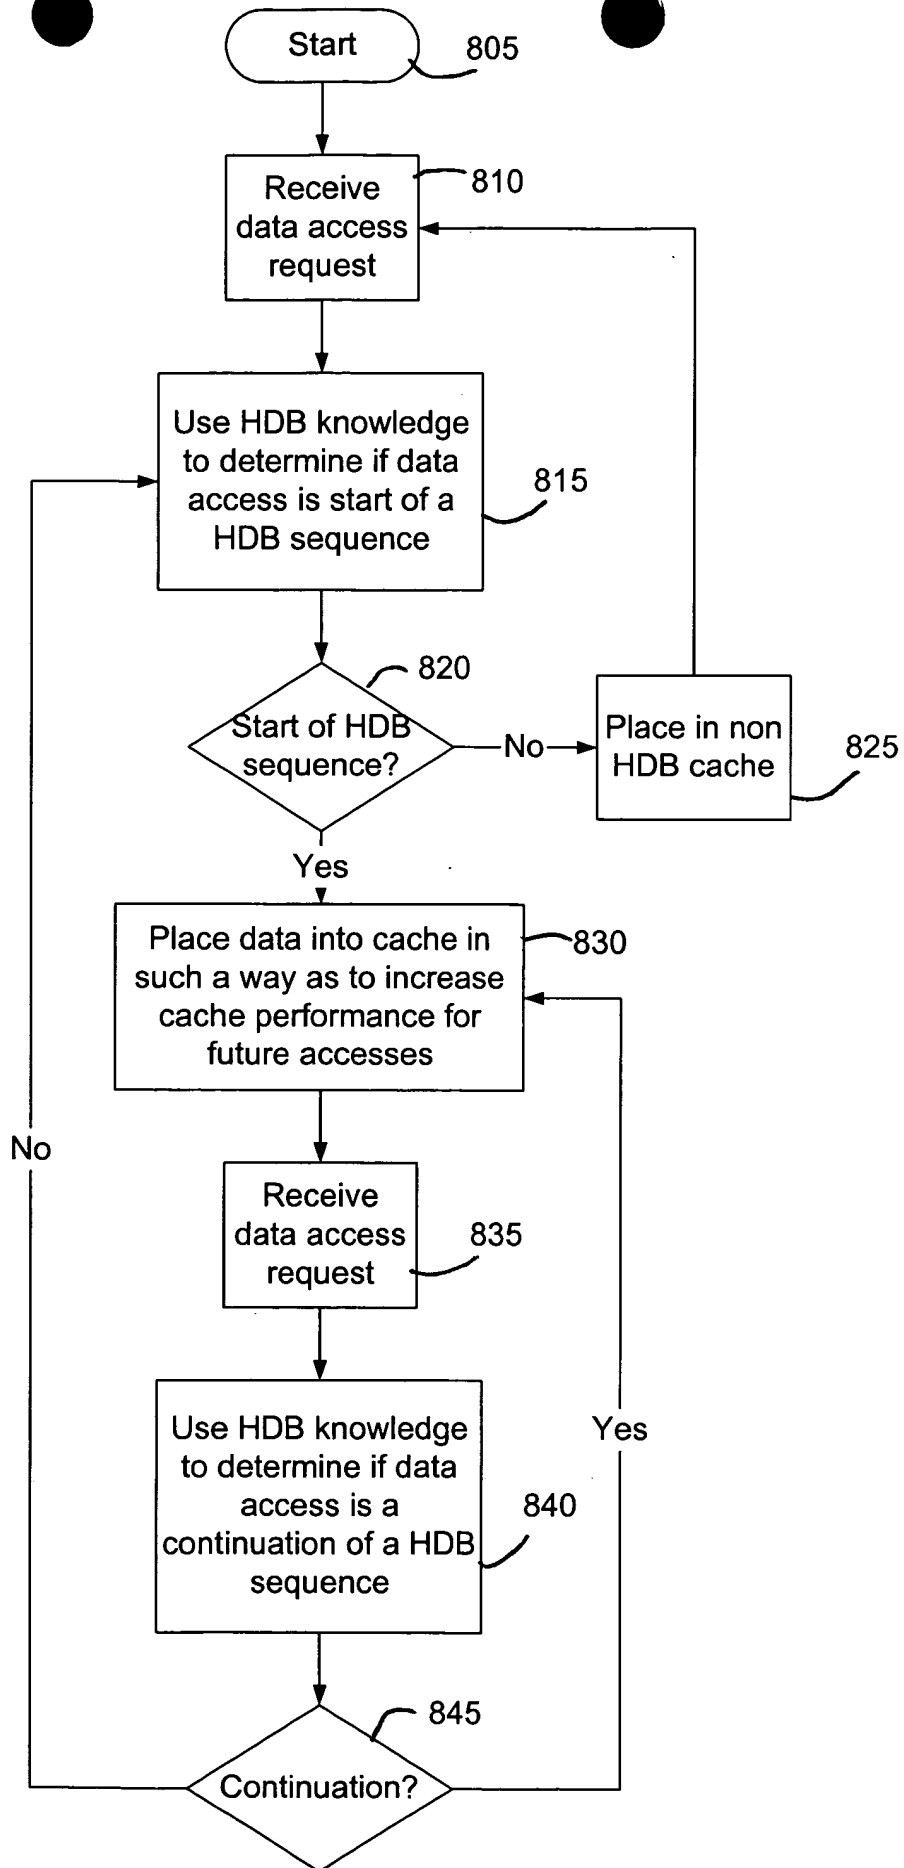 Start
805
Receive
data access
request
810
Use HDB knowledge
to determine if data
access is start of a
HDB sequence
815
820
Start of HDB
sequence?
No
Place in non
HDB cache
825
Yes
Place data into cache in
such a way as to increase
cache performance for
future accesses
830
No
Receive
data access
request
835
Use HDB knowledge
to determine if data
access is a
continuation of a HDB
sequence
840
Yes
845
Continuation?